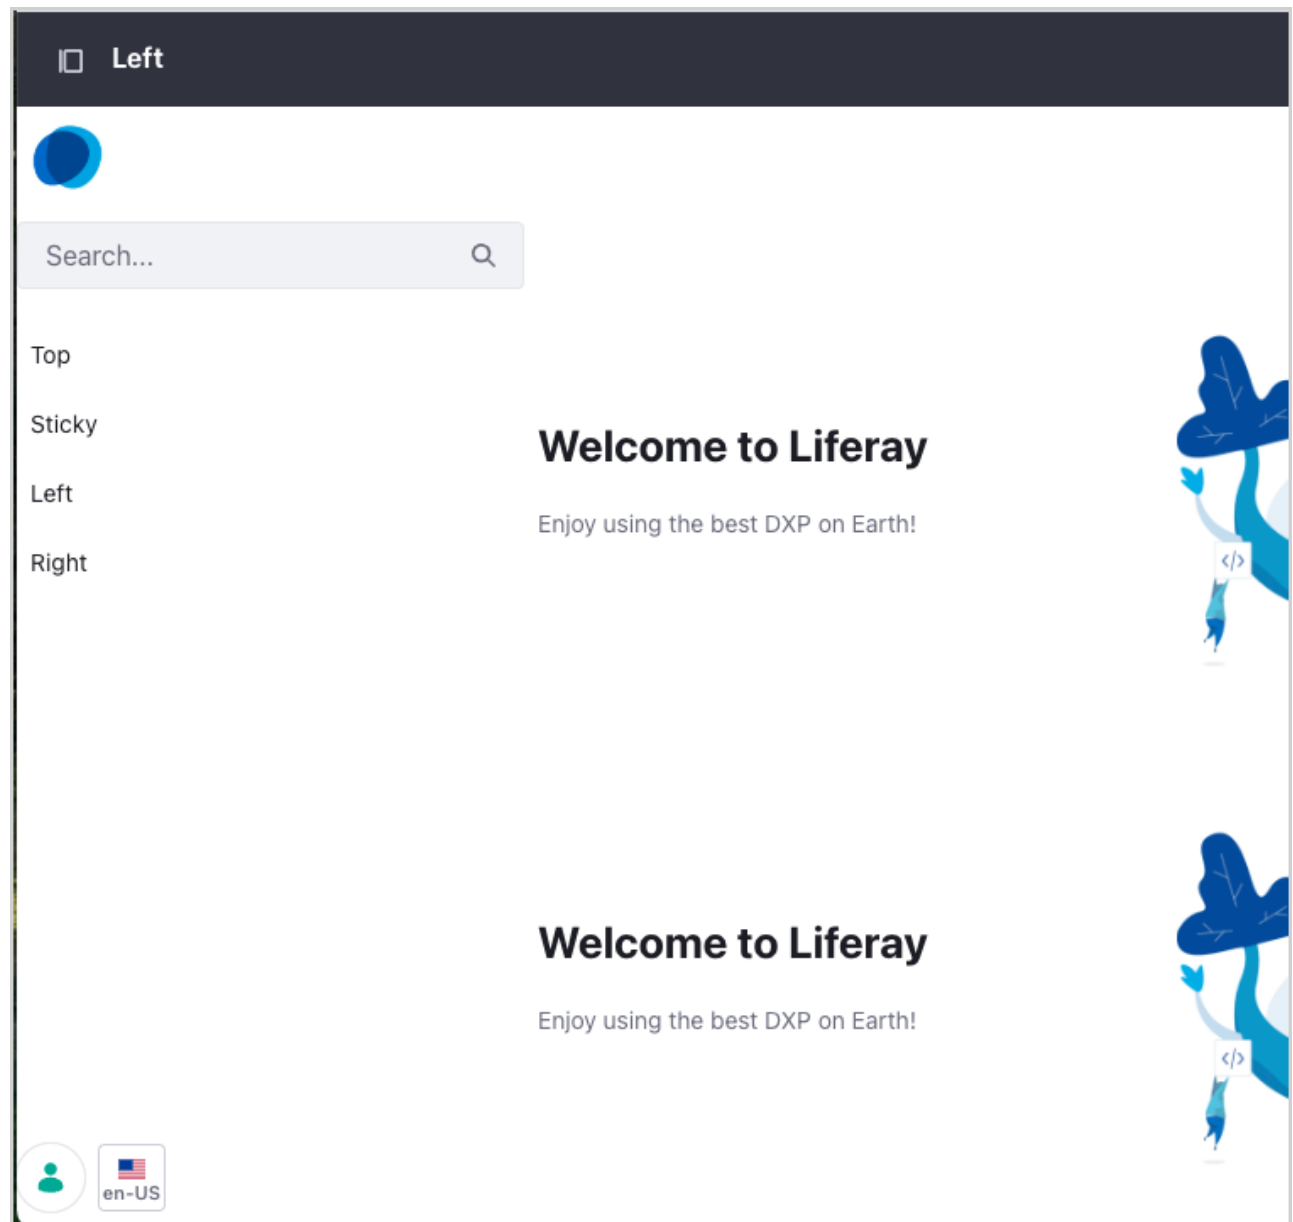 Left
Search...
Top
Sticky
Left
Right
Welcome to Liferay
Enjoy using the best DXP on Earth!
</>
Welcome to Liferay
Enjoy using the best DXP on Earth!
</>
en-US